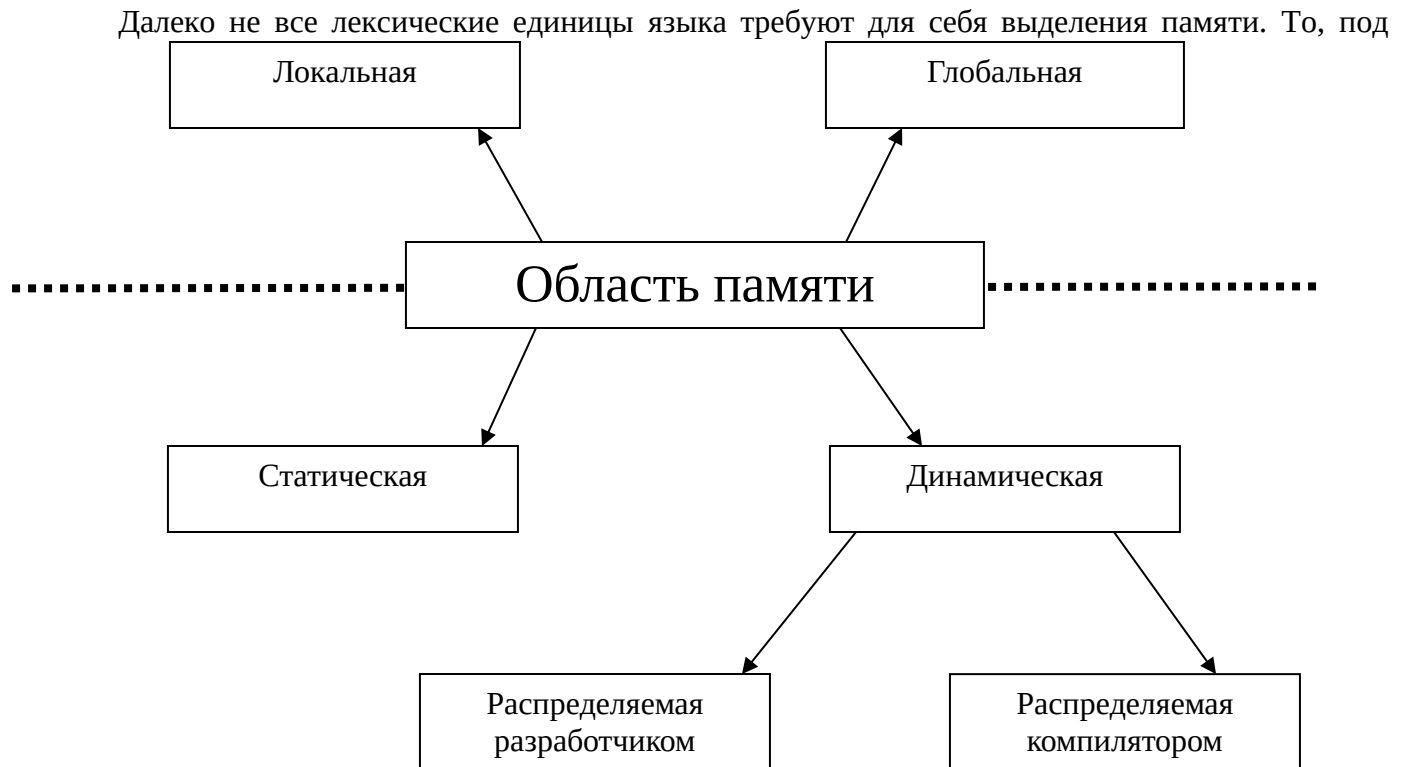 Далеко не все лексические единицы языка требуют для себя выделения памяти. То, под
Локальная
Глобальная
Область памяти
Статическая
Динамическая
Распределяемая
разработчиком
Распределяемая
компилятором